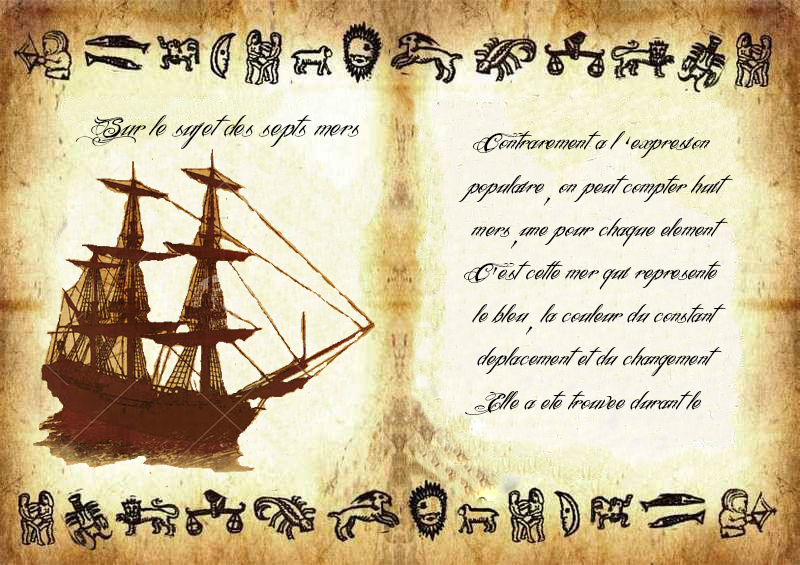 Sur le sujet des septs mers
Contrarement a l 'expresion
populaire , on peut compter huit
mers ,une pour chaque element
C'est cette mer qui represente
le bleu , la couleur du constant
deplacement et du changement
Elle a ete trouvee durant le